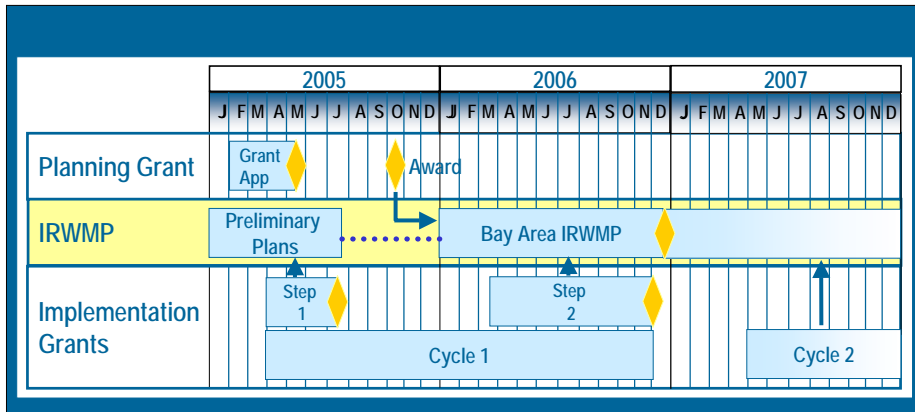 2005 2006 2007
J F M A M J J A S O N D JJ F M A M J J A S O N D J F M A M J J A S O N D
Planning Grant
Grant
App
Award
IRWMP
Preliminary
Plans
Bay Area IRWMP
Implementation
Grants
Step
1
Step
2
Cycle 1
Cycle 2